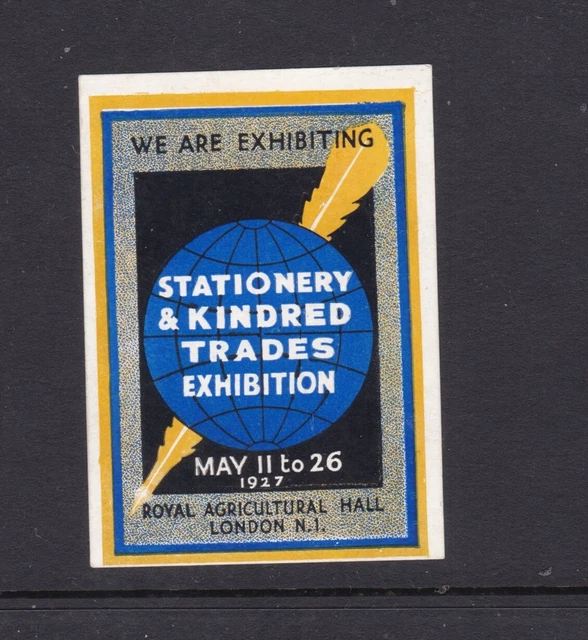 WE ARE EXHIBITING
STATIONERY
& KINDRED
TRADES
EXHIBITION
MAY 11 to 26
1927
ROYAL AGRICULTURAL HALL
LONDON N.1.